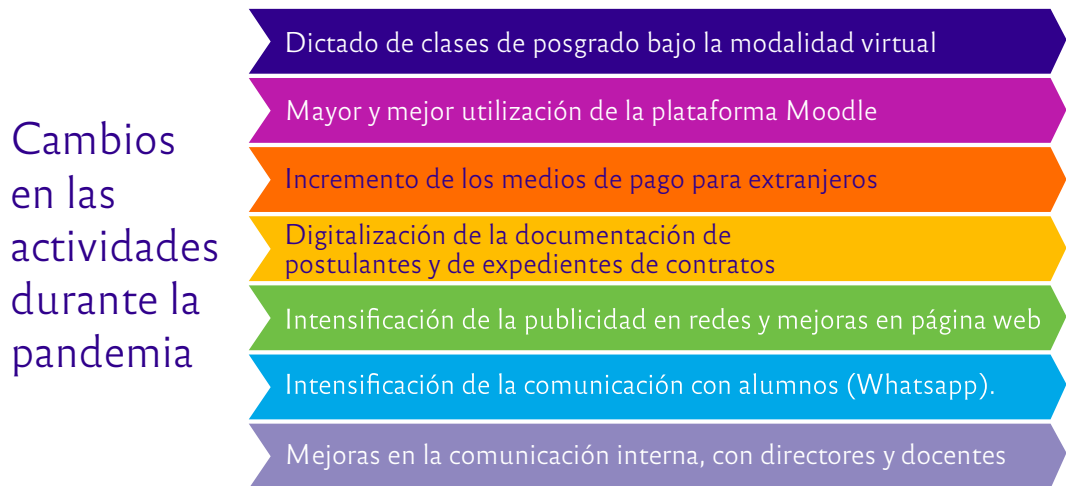 Cambios
en las
actividades
durante la
pandemia
Dictado de clases de posgrado bajo la modalidad virtual
Mayor y mejor utilización de la plataforma Moodle
Incremento de los medios de pago para extranjeros
Digitalización de la documentación de
postulantes y de expedientes de contratos
Intensificación de la publicidad en redes y mejoras en página web
Intensificación de la comunicación con alumnos (Whatsapp).
Mejoras en la comunicación interna, con directores y docentes